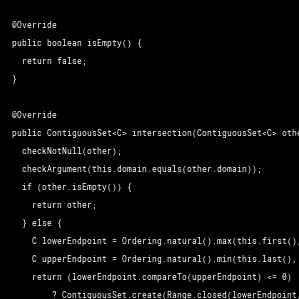 @Override
public boolean isEmpty() {
return false;
}
@Override
public ContiguousSet<C> intersection(ContiguousSet<C> othe
checkNotNull(other);
checkArgument(this.domain.equals(other.domain));
if (other.isEmpty()) {
return other;
} else {
C lowerEndpoint = Ordering.natural().max(this.first(),
C upperEndpoint = Ordering.natural().min(this.last(),
return (lowerEndpoint.compareTo(upperEndpoint) <= 0)
? ContiguousSet.create(Range.closed(lowerEndpoint,